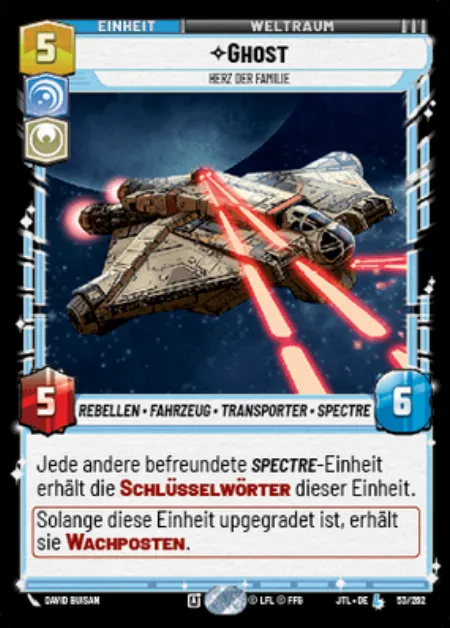 EINHEIT WELTRAUM
5 ✧GHOST
HERZ DER FAMILIE
5 REBELLEN • FAHRZEUG • TRANSPORTER • SPECTRE 6
Jede andere befreundete SPECTRE-Einheit
erhält die SCHLÜSSELWÖRTER dieser Einheit.
Solange diese Einheit upgegradet ist, erhält
sie WACHPOSTEN.
DAVID BUISAN A © LFL © FFG JTL • DE L 53/262